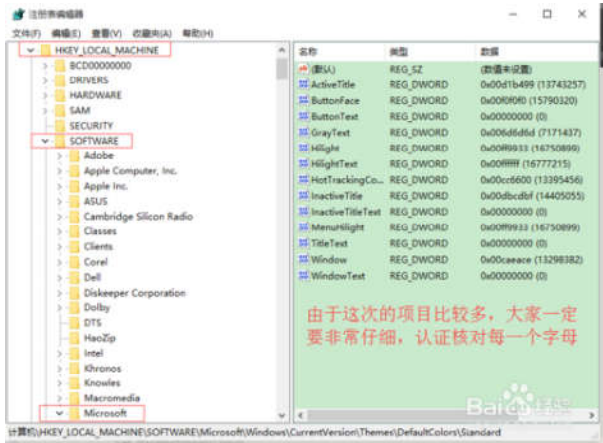 注册表编辑器
文件(F) 编辑(E) 查看(V) 收藏夹(A) 帮助(H)
HKEY_LOCAL_MACHINE
BCD00000000
DRIVERS
HARDWARE
SAM
SECURITY
SOFTWARE
Adobe
Apple Computer, Inc.
Apple Inc.
ASUS
Cambridge Silicon Radio
Classes
Clients
Corel
Dell
Diskeeper Corporation
Dolby
DTS
HaoZip
Intel
Khronos
Knowles
Macromedia
Microsoft
名称 类型 数据
(默认) REG_SZ (数值未设置)
ActiveTitle REG_DWORD 0x00d1b499 (13743257)
ButtonFace REG_DWORD 0x00f0f0f0 (15790320)
ButtonText REG_DWORD 0x00000000 (0)
GrayText REG_DWORD 0x006d6d6d (7171437)
Hilight REG_DWORD 0x00ff9933 (16750899)
HilightText REG_DWORD 0x00ffffff (16777215)
HotTrackingCo... REG_DWORD 0x00cc6600 (13395456)
InactiveTitle REG_DWORD 0x00dbcdbf (14405055)
InactiveTitleText REG_DWORD 0x00000000 (0)
MenuHilight REG_DWORD 0x00ff9933 (16750899)
TitleText REG_DWORD 0x00000000 (0)
Window REG_DWORD 0x00caeace (13298382)
WindowText REG_DWORD 0x00000000 (0)
由于这次的项目比较多，大家一定
要非常仔细，认证核对每一个字母
Baidu 经验
计算机\HKEY_LOCAL_MACHINE\SOFTWARE\Microsoft\Windows\CurrentVersion\Themes\DefaultColors\Standard